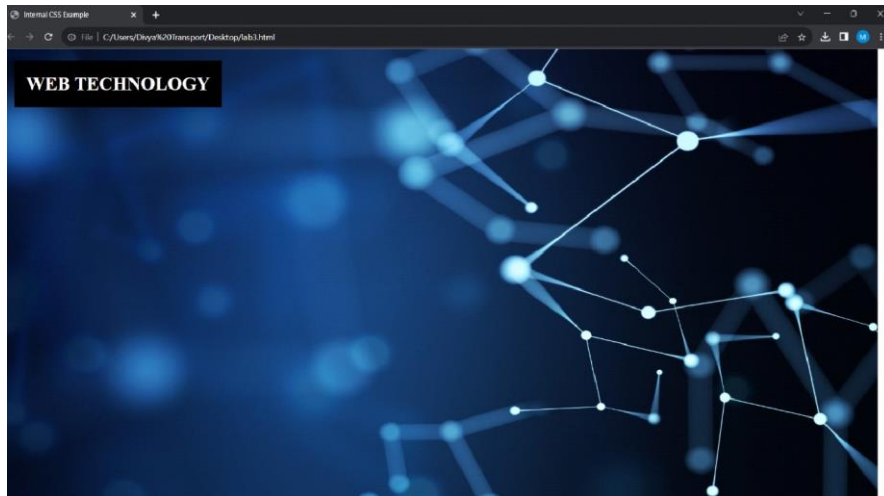 Internal CSS Example
File | C:/Users/Divya%20Transport/Desktop/lab3.html
M
WEB TECHNOLOGY